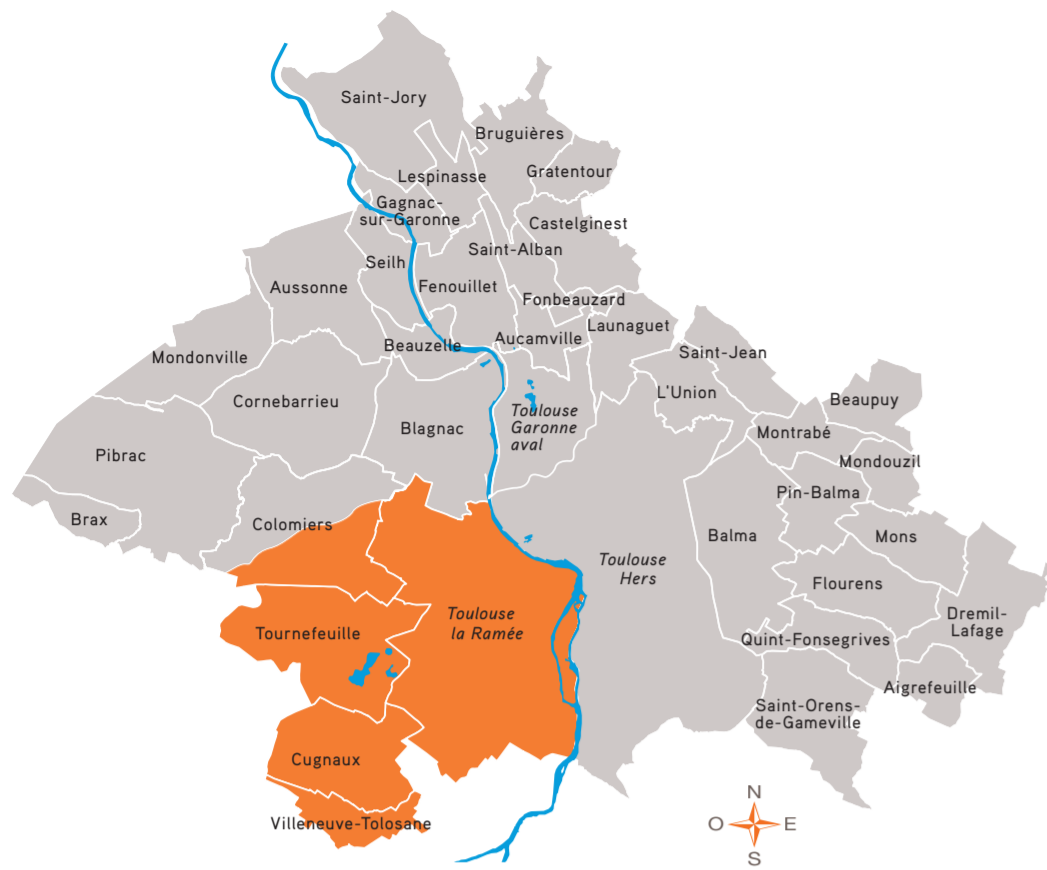 Saint-Jory
Bruguières
Lespinasse
Gratentour
Gagnac-
sur-Garonne
Castelginest
Saint-Alban
Seilh
Fenouillet
Aussonne
Fonbeauzard
Launaguet
Aucamville
Beauzelle
Saint-Jean
Mondonville
L'Union
Cornebarrieu
Beaupuy
Toulouse
Garonne
aval
Blagnac
Montrabé
Pibrac
Mondouzil
Pin-Balma
Brax
Colomiers
Balma
Mons
Toulouse
Hers
Flourens
Toulouse
la Ramée
Dremil-
Lafage
Tournefeuille
Quint-Fonsegrives
Aigrefeuille
Saint-Orens-
de-Gameville
Cugnaux
Villeneuve-Tolosane
N
O
E
S